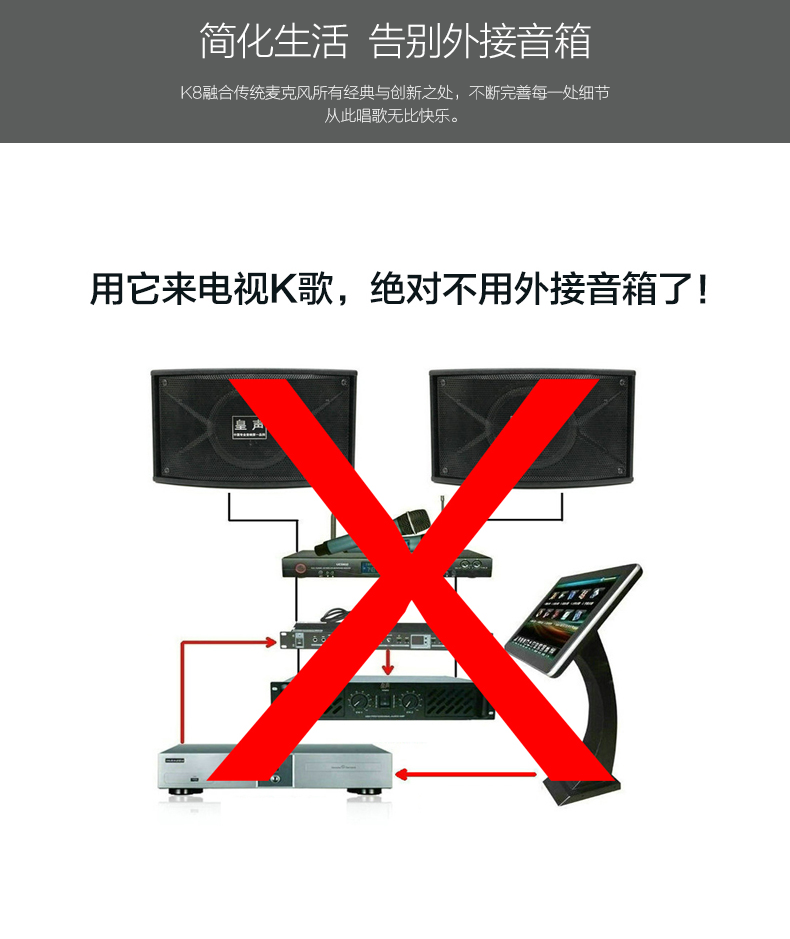 简化生活 告别外接音箱
K8融合传统麦克风所有经典与创新之处，不断完善每一处细节
从此唱歌无比快乐。
用它来电视K歌，绝对不用外接音箱了！
皇声